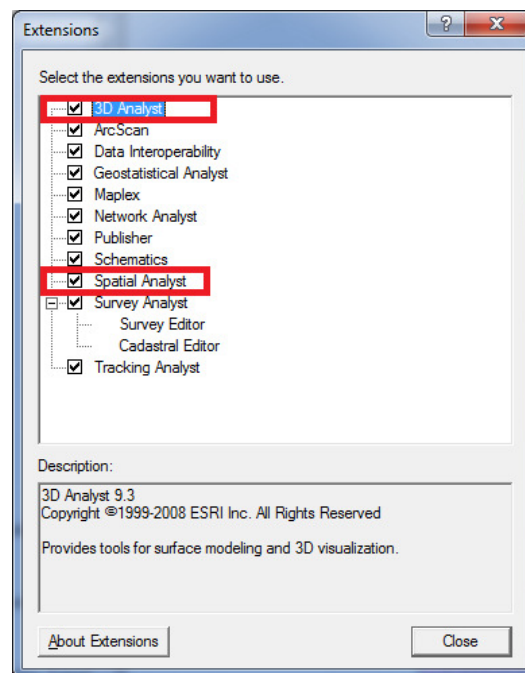 Extensions
Select the extensions you want to use.
3D Analyst
ArcScan
Data Interoperability
Geostatistical Analyst
Maplex
Network Analyst
Publisher
Schematics
Spatial Analyst
Survey Analyst
Survey Editor
Cadastral Editor
Tracking Analyst
Description:
3D Analyst 9.3
Copyright ©1999-2008 ESRI Inc. All Rights Reserved
Provides tools for surface modeling and 3D visualization.
About Extensions
Close